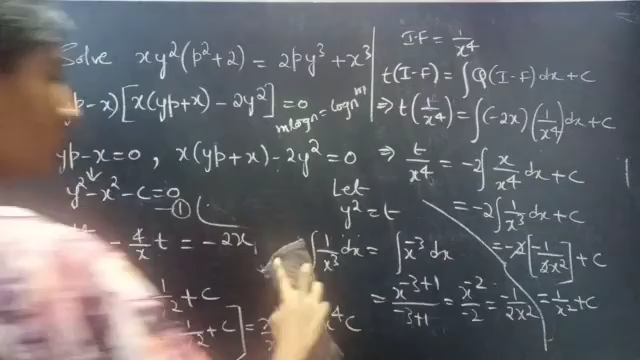 Solve xy²(p²+2) = 2py³ + x³
yp-x)[x(yp+x) - 2y²] = 0
m logn = logn^m
yp-x=0 , x(yp+x) - 2y² = 0
y² - x² - c = 0
①
Let
y² = t
- 4/x t = -2x,
∫ 1/x³ dx = ∫ x⁻³ dx
= x⁻³⁺¹/-3+1 = x⁻²/-2 = -1/2x²
+ c
+ c] =
x⁴c
I·F = 1/x⁴
t(I·F) = ∫ Q(I·F) dx + c
⇒ t(1/x⁴) = ∫ (-2x)(1/x⁴) dx + c
⇒ t/x⁴ = -2∫ x/x⁴ dx + c
= -2∫ 1/x³ dx + c
= -2[-1/2x²] + c
= 1/x² + c